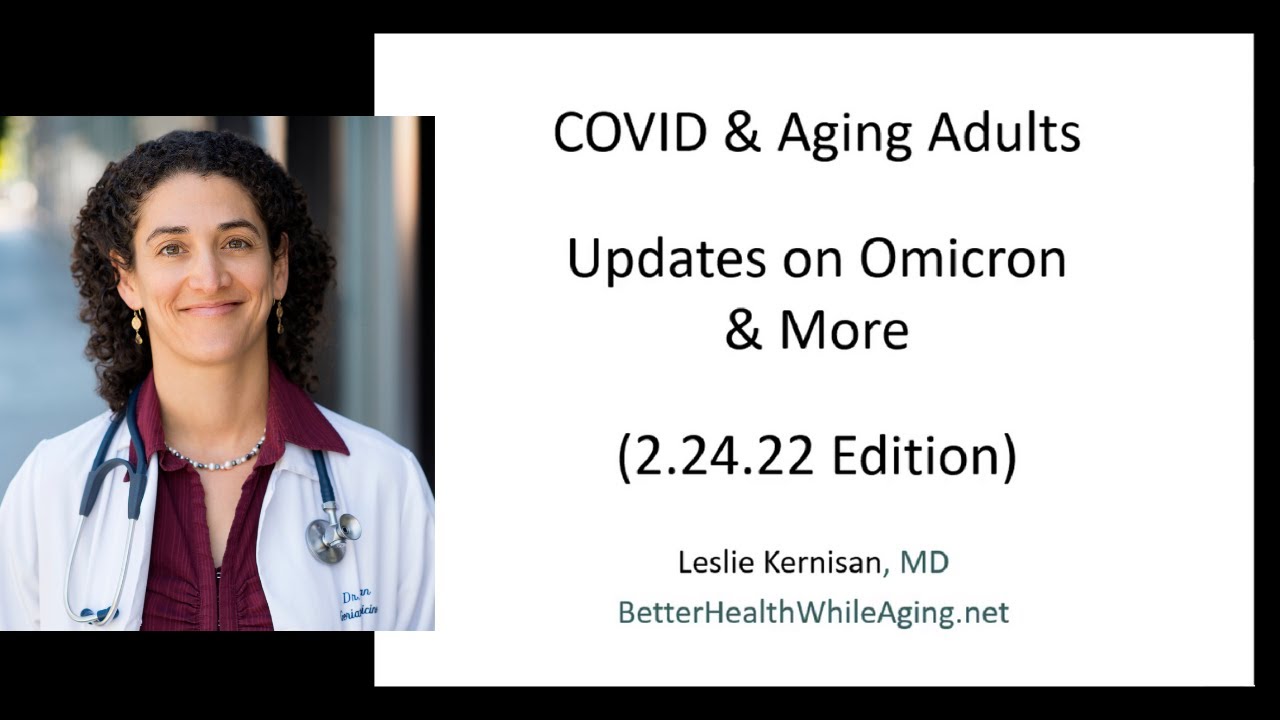 COVID & Aging Adults
Updates on Omicron
& More
(2.24.22 Edition)
Leslie Kernisan, MD
BetterHealthWhileAging.net